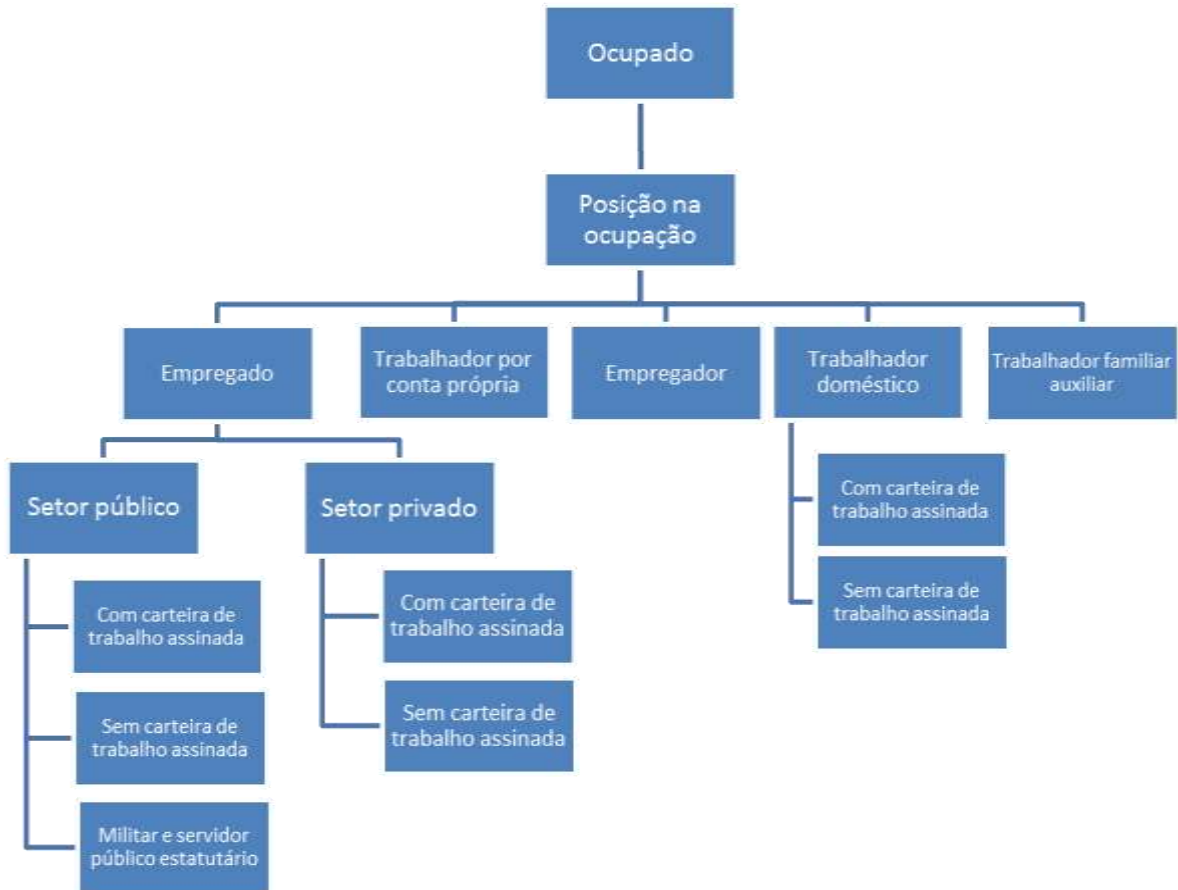 Ocupado
Posição na
ocupação
Empregado
Trabalhador por
conta própria
Empregador
Trabalhador
doméstico
Trabalhador familiar
auxiliar
Setor público
Setor privado
Com carteira de
trabalho assinada
Sem carteira de
trabalho assinada
Com carteira de
trabalho assinada
Sem carteira de
trabalho assinada
Militar e servidor
público estatutário
Com carteira de
trabalho assinada
Sem carteira de
trabalho assinada